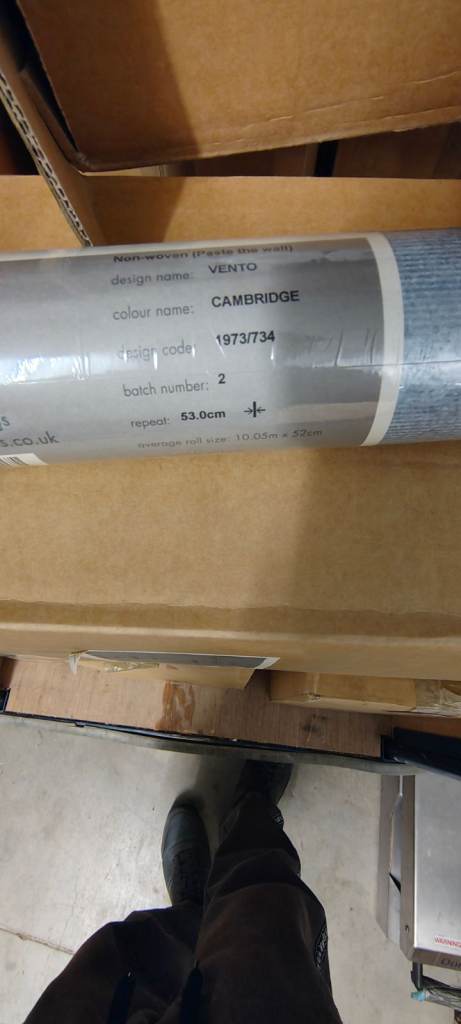 Non-woven (Paste the wall)
design name: VENTO
colour name: CAMBRIDGE
design code: 1973/734
batch number: 2
repeat: 53.0cm
average roll size: 10.05m x 52cm
s.co.uk
WARNING